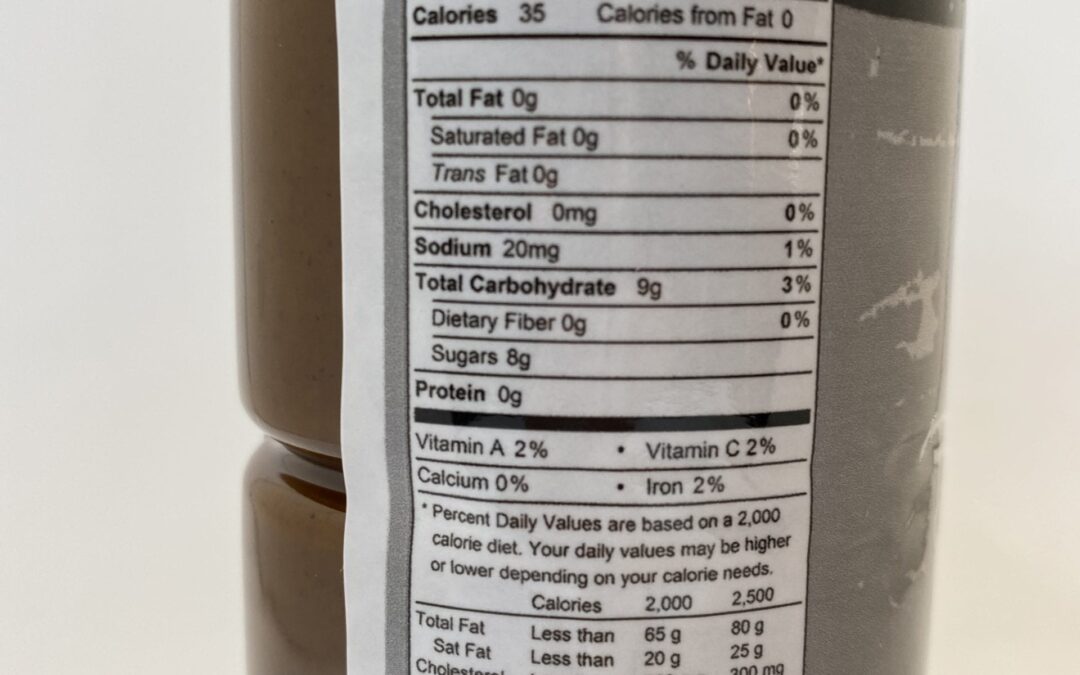 Calories 35 Calories from Fat 0
% Daily Value*
Total Fat 0g 0%
Saturated Fat 0g 0%
Trans Fat 0g
Cholesterol 0mg 0%
Sodium 20mg 1%
Total Carbohydrate 9g 3%
Dietary Fiber 0g 0%
Sugars 8g
Protein 0g
Vitamin A 2% • Vitamin C 2%
Calcium 0% • Iron 2%
* Percent Daily Values are based on a 2,000
calorie diet. Your daily values may be higher
or lower depending on your calorie needs.
Calories 2,000 2,500
Total Fat Less than 65 g 80 g
Sat Fat Less than 20 g 25 g
Cholesterol 300 mg